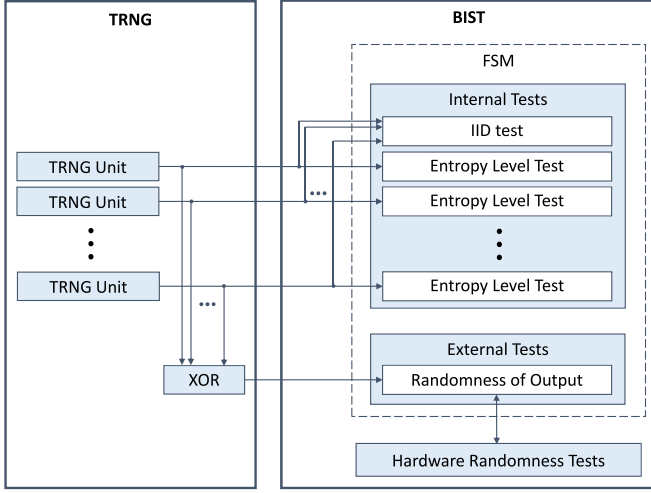 TRNG
BIST
FSM
Internal Tests
IID test
TRNG Unit
Entropy Level Test
TRNG Unit
Entropy Level Test
TRNG Unit
Entropy Level Test
External Tests
XOR
Randomness of Output
Hardware Randomness Tests